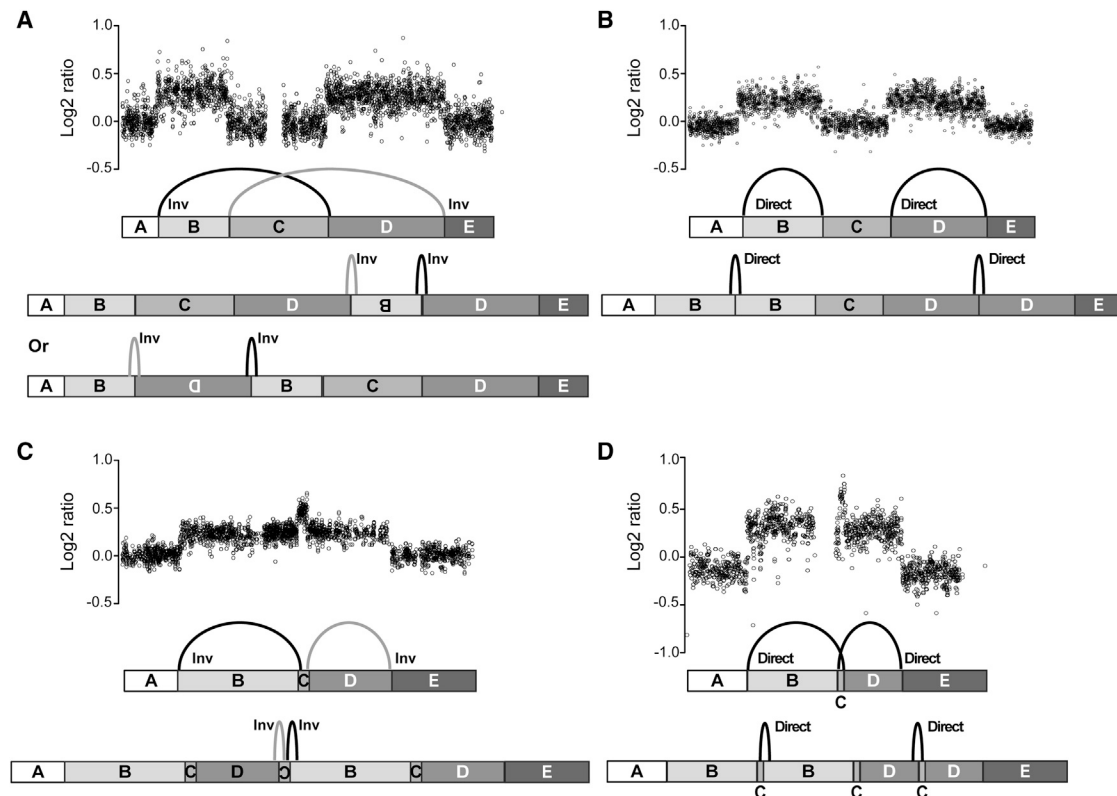 A
1.0
0.5
0.0
-0.5
Log2 ratio
Inv Inv
A B C D E
Inv Inv
A B C D B D E
Or
Inv Inv
A B D B C D E
B
1.0
0.5
0.0
-0.5
Log2 ratio
Direct Direct
A B C D E
Direct Direct
A B B C D D E
C
1.0
0.5
0.0
-0.5
Log2 ratio
Inv Inv
A B C D E
Inv Inv
A B C D C B C D E
D
1.0
0.5
0.0
-0.5
-1.0
Log2 ratio
Direct Direct
A B D E
C
Direct Direct
A B B D D E
C C C